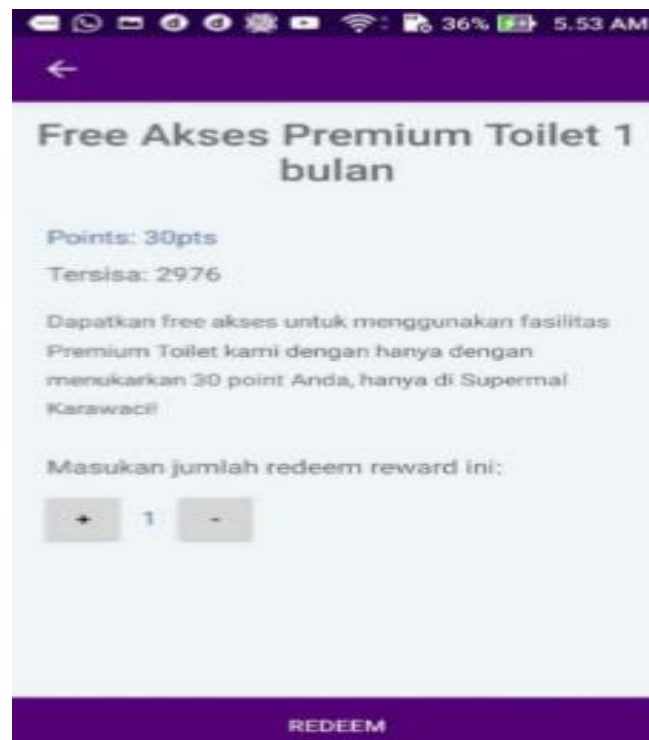 36% 5.53 AM
Free Akses Premium Toilet 1
bulan
Points: 30pts
Tersisa: 2976
Dapatkan free akses untuk menggunakan fasilitas
Premium Toilet kami dengan hanya dengan
menukarkan 30 point Anda, hanya di Supermal
Karawaci!
Masukan jumlah redeem reward ini:
+ 1 -
REDEEM